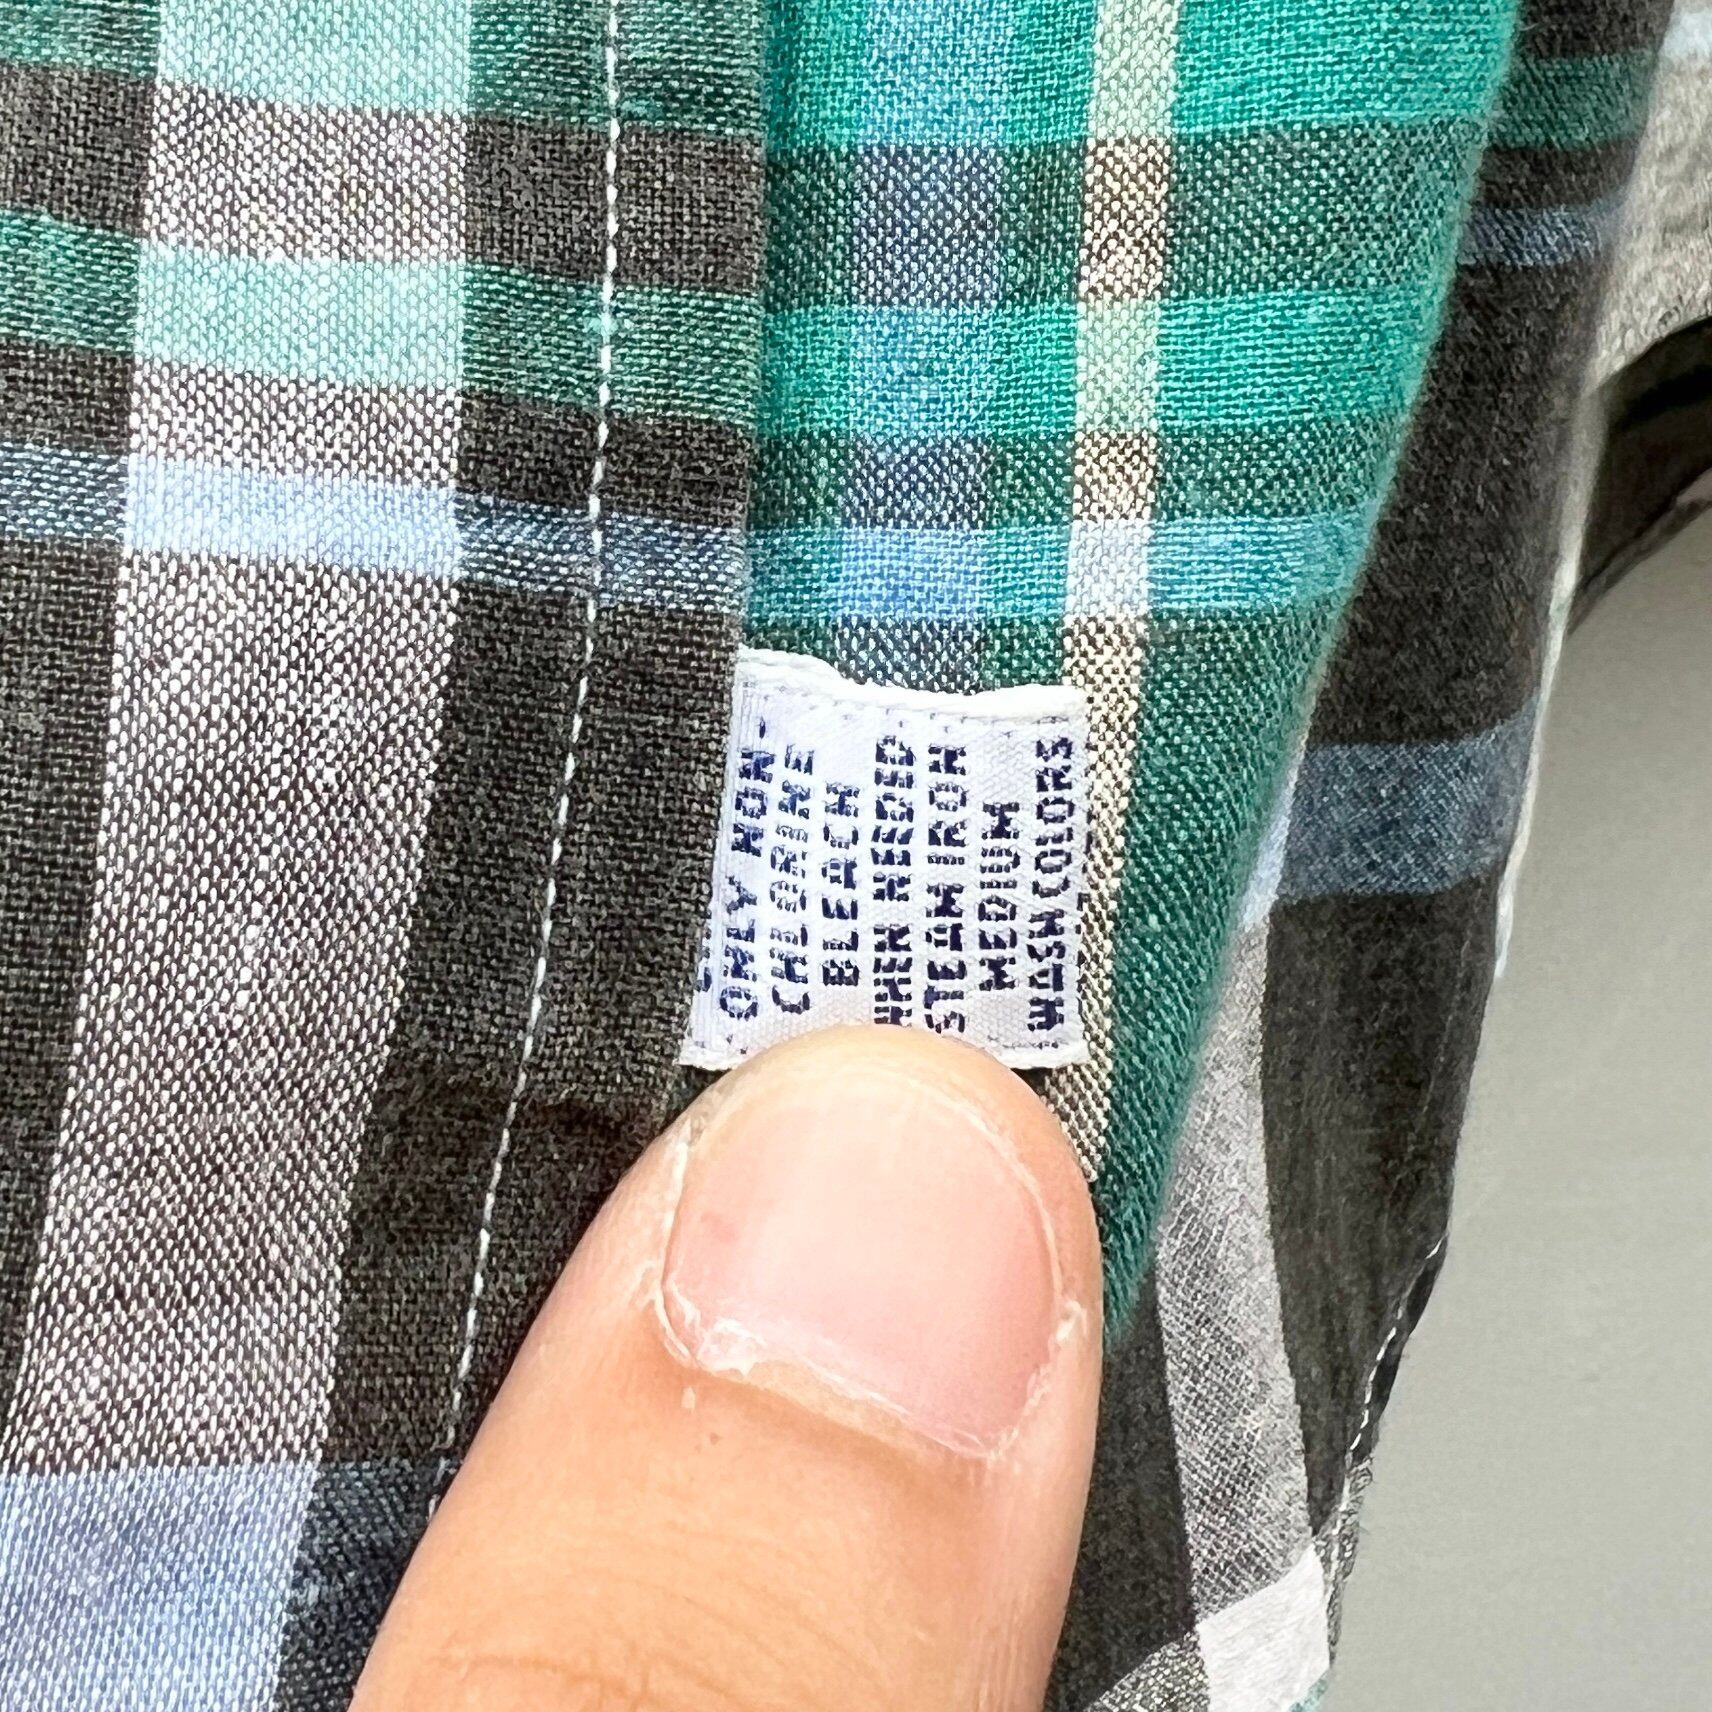 ONLY NON-
CHLORINE
BLEACH
WHEN NEEDED
STEAM IRON
MEDIUM
WASH COLORS